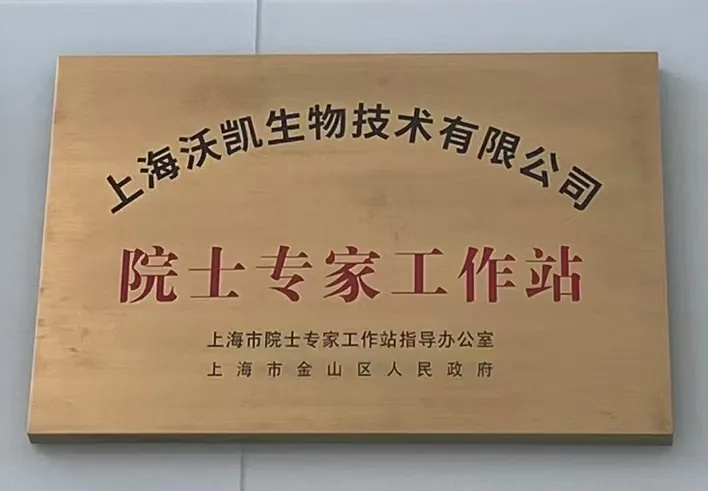 上海沃凯生物技术有限公司
院士专家工作站
上海市院士专家工作站指导办公室
上海市金山区人民政府